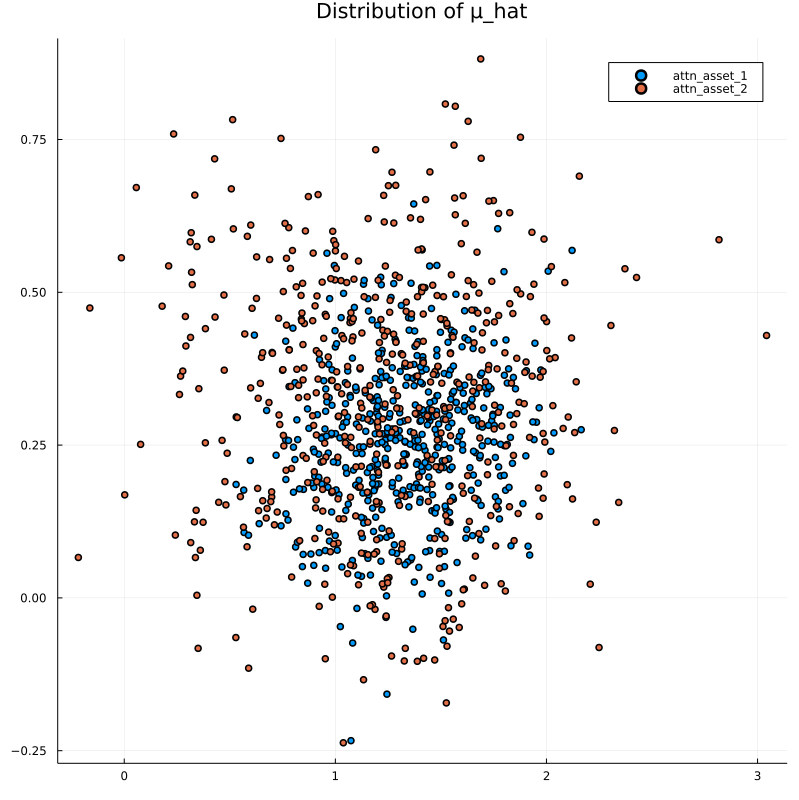 Distribution of μ_hat
attn_asset_1
attn_asset_2
0.75
0.50
0.25
0.00
−0.25
0 1 2 3